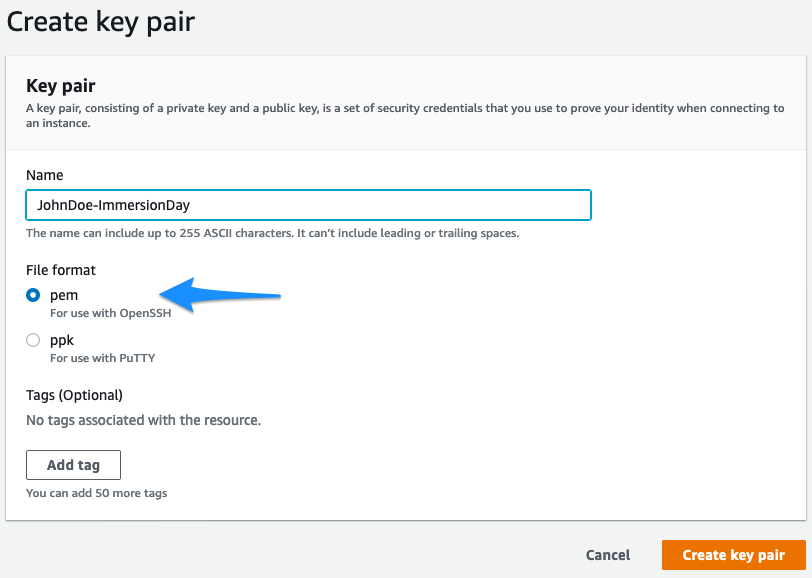 Create key pair
Key pair
A key pair, consisting of a private key and a public key, is a set of security credentials that you use to prove your identity when connecting to
an instance.
Name
JohnDoe-ImmersionDay
The name can include up to 255 ASCII characters. It can't include leading or trailing spaces.
File format
pem
For use with OpenSSH
ppk
For use with PuTTY
Tags (Optional)
No tags associated with the resource.
Add tag
You can add 50 more tags
Cancel
Create key pair